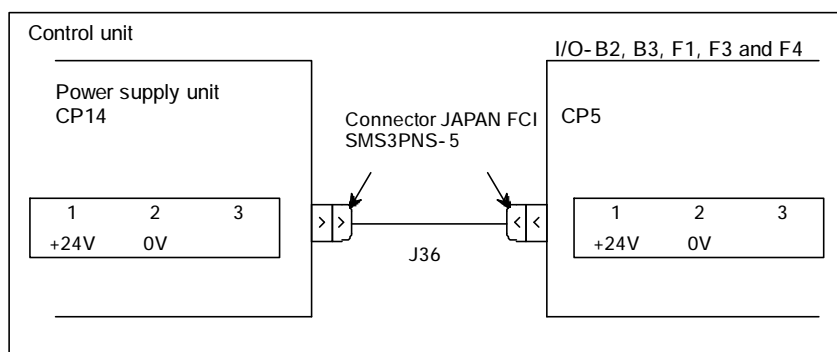 Control unit
I/O-B2, B3, F1, F3 and F4
Power supply unit
CP14
Connector JAPAN FCI
SMS3PNS-5
CP5
1 2 3
+24V 0V
J36
1 2 3
+24V 0V